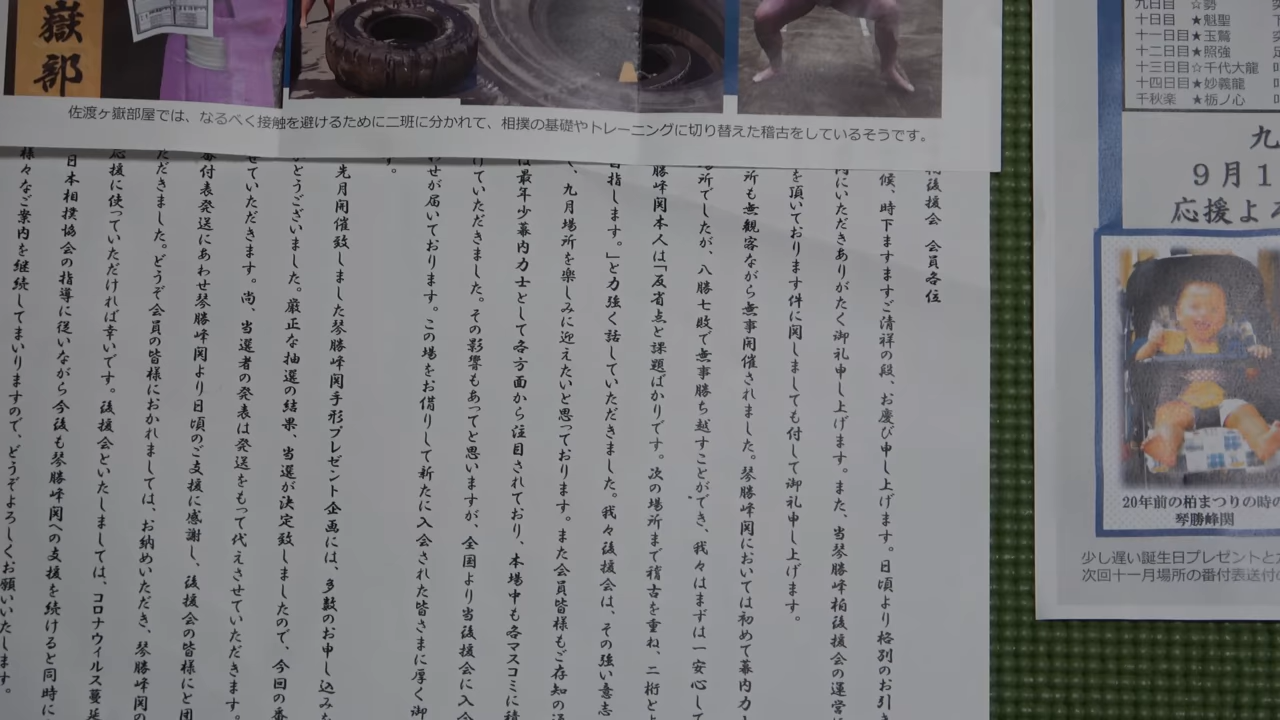 嶽部
佐渡ヶ嶽部屋では、なるべく接触を避けるために二班に分かれて、相撲の基礎やトレーニングに切り替えた稽古をしているそうです。
後援会 会員各位
候、時下ますますご清祥の段、お慶び申し上げます。日頃より格別のお引き
内にいただきありがたく御礼申し上げます。また、当琴勝峰柏後援会の運営
を頂いております件に関しましても付して御礼申し上げます。
所も無観客ながら無事開催されました。琴勝峰関においては初めて幕内力
場所でしたが、八勝七敗で無事勝ち越すことができ、我々はまずは一安心して
勝峰関本人は「反省点と課題ばかりです。次の場所まで稽古を重ね、二桁と
目指します。」と力強く話していただきました。我々後援会は、その強い意志
、九月場所を楽しみに迎えたいと思っております。また会員皆様もご存知の通
は最年少幕内力士として各方面から注目されており、本場中も各マスコミに積
りていただきました。その影響もあってと思いますが、全国より当後援会に入会
わせが届いております。この場をお借りして新たに入会された皆さまに厚く御
す。
先月開催致しました琴勝峰関手形プレゼント企画には、多数のお申し込みな
どうございました。厳正な抽選の結果、当選が決定致しましたので、今回の番
せていただきます。尚、当選者の発表は発送をもって代えさせていただきます。
番付表発送にあわせ琴勝峰関より日頃のご支援に感謝し、後援会の皆様にと団
ただきました。どうぞ会員の皆様におかれましては、お納めいただき、琴勝峰関の
応援に使っていただければ幸いです。後援会といたしましては、コロナウィルス蔓延
日本相撲協会の指導に従いながら今後も琴勝峰関への支援を続けると同時に
様々なご案内を継続してまいりますので、どうぞよろしくお願いいたします。
九日目 ☆勢
十日目 ★魁聖
十一日目★玉鷲
十二日目★照強
十三日目☆千代大龍
十四日目★妙義龍
千秋楽 ★栃ノ心
九
9月1
応援よろ
20年前の柏まつりの時の
琴勝峰関
少し遅い誕生日プレゼントと
次回十一月場所の番付表送付の